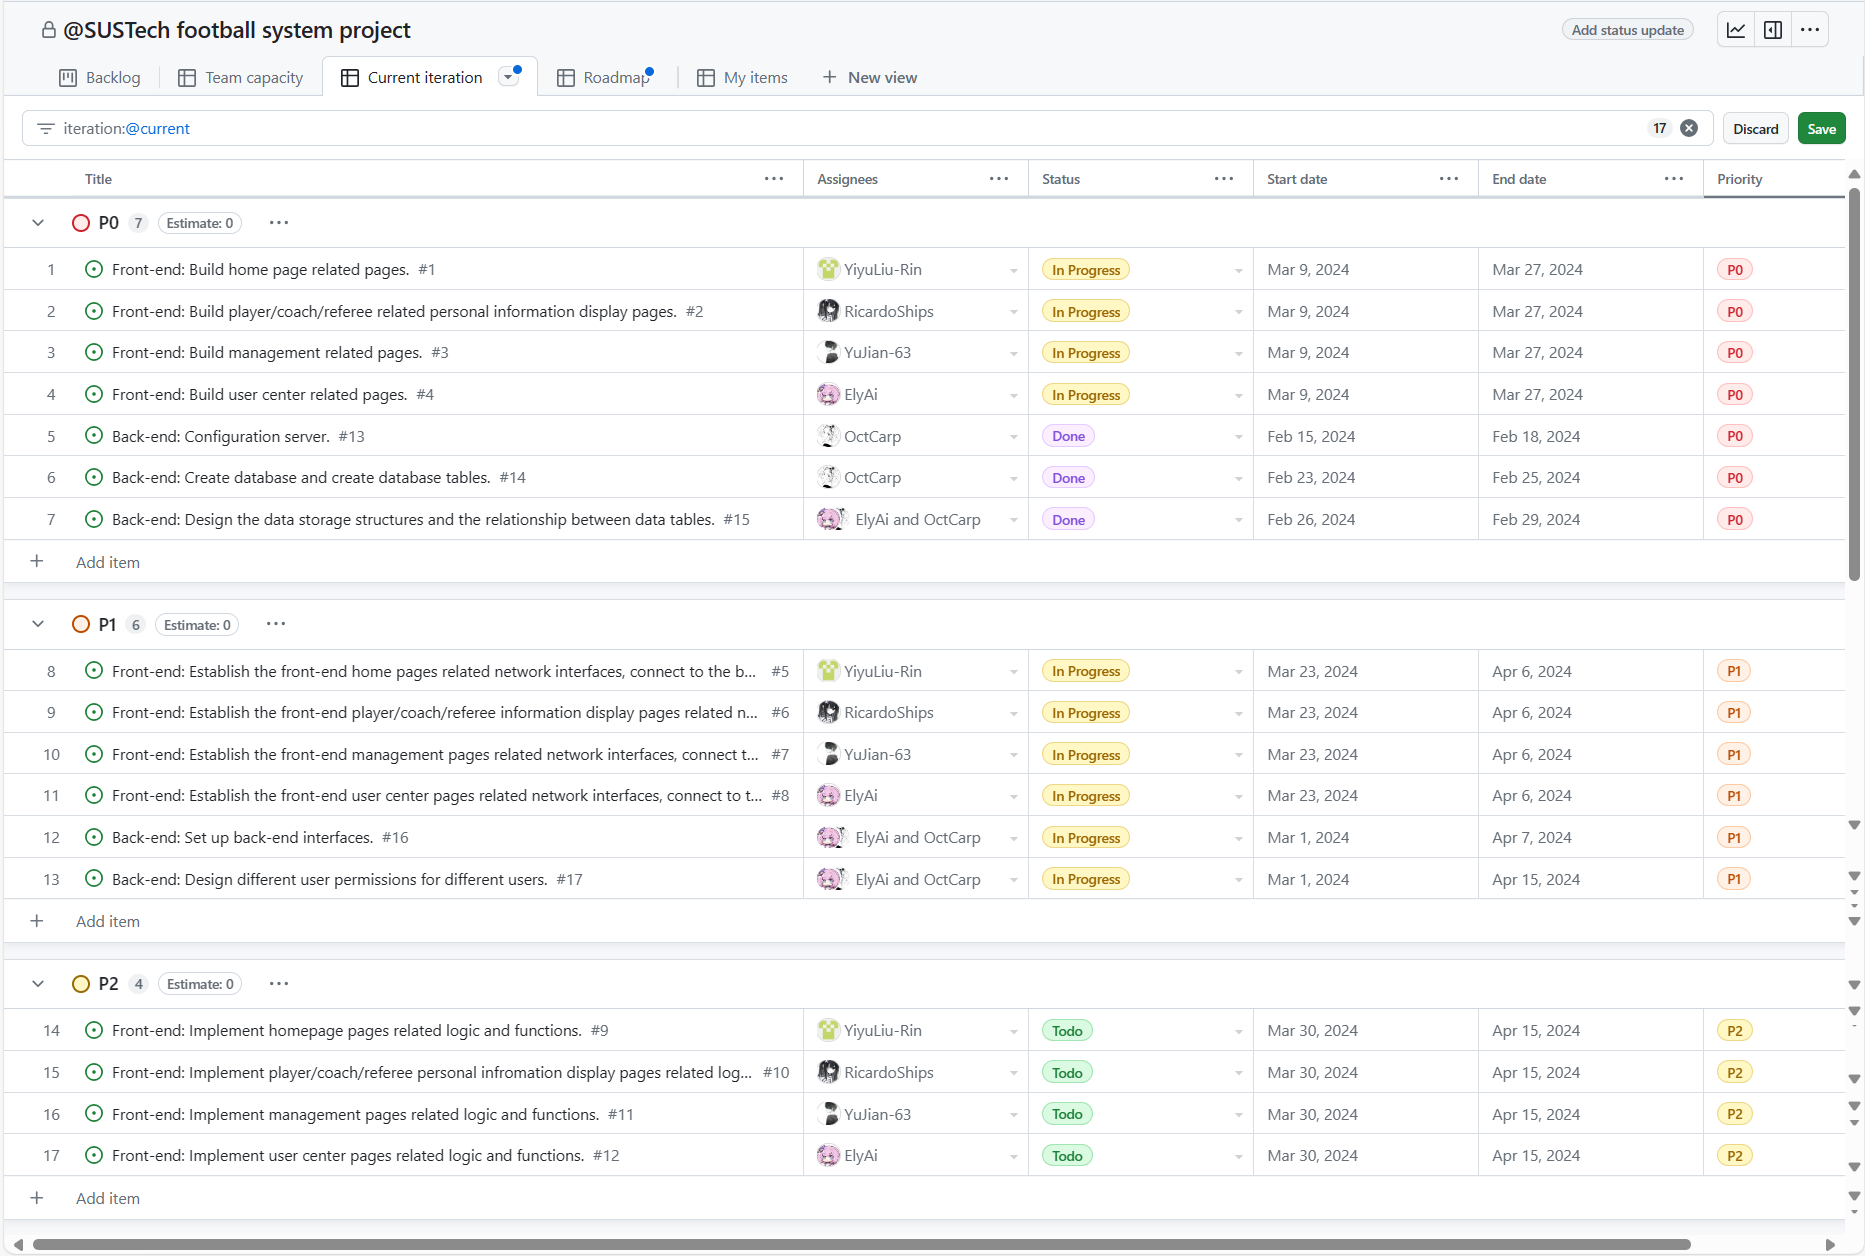 @SUSTech football system project Add status update
Backlog Team capacity Current iteration Roadmap My items New view
iteration:@current 17 Discard Save
Title Assignees Status Start date End date Priority
P0 7 Estimate: 0
1 Front-end: Build home page related pages. #1 YiyuLiu-Rin In Progress Mar 9, 2024 Mar 27, 2024 P0
2 Front-end: Build player/coach/referee related personal information display pages. #2 RicardoShips In Progress Mar 9, 2024 Mar 27, 2024 P0
3 Front-end: Build management related pages. #3 YuJian-63 In Progress Mar 9, 2024 Mar 27, 2024 P0
4 Front-end: Build user center related pages. #4 ElyAi In Progress Mar 9, 2024 Mar 27, 2024 P0
5 Back-end: Configuration server. #13 OctCarp Done Feb 15, 2024 Feb 18, 2024 P0
6 Back-end: Create database and create database tables. #14 OctCarp Done Feb 23, 2024 Feb 25, 2024 P0
7 Back-end: Design the data storage structures and the relationship between data tables. #15 ElyAi and OctCarp Done Feb 26, 2024 Feb 29, 2024 P0
Add item
P1 6 Estimate: 0
8 Front-end: Establish the front-end home pages related network interfaces, connect to the b... #5 YiyuLiu-Rin In Progress Mar 23, 2024 Apr 6, 2024 P1
9 Front-end: Establish the front-end player/coach/referee information display pages related n... #6 RicardoShips In Progress Mar 23, 2024 Apr 6, 2024 P1
10 Front-end: Establish the front-end management pages related network interfaces, connect t... #7 YuJian-63 In Progress Mar 23, 2024 Apr 6, 2024 P1
11 Front-end: Establish the front-end user center pages related network interfaces, connect to t... #8 ElyAi In Progress Mar 23, 2024 Apr 6, 2024 P1
12 Back-end: Set up back-end interfaces. #16 ElyAi and OctCarp In Progress Mar 1, 2024 Apr 7, 2024 P1
13 Back-end: Design different user permissions for different users. #17 ElyAi and OctCarp In Progress Mar 1, 2024 Apr 15, 2024 P1
Add item
P2 4 Estimate: 0
14 Front-end: Implement homepage pages related logic and functions. #9 YiyuLiu-Rin Todo Mar 30, 2024 Apr 15, 2024 P2
15 Front-end: Implement player/coach/referee personal infromation display pages related log... #10 RicardoShips Todo Mar 30, 2024 Apr 15, 2024 P2
16 Front-end: Implement management pages related logic and functions. #11 YuJian-63 Todo Mar 30, 2024 Apr 15, 2024 P2
17 Front-end: Implement user center pages related logic and functions. #12 ElyAi Todo Mar 30, 2024 Apr 15, 2024 P2
Add item